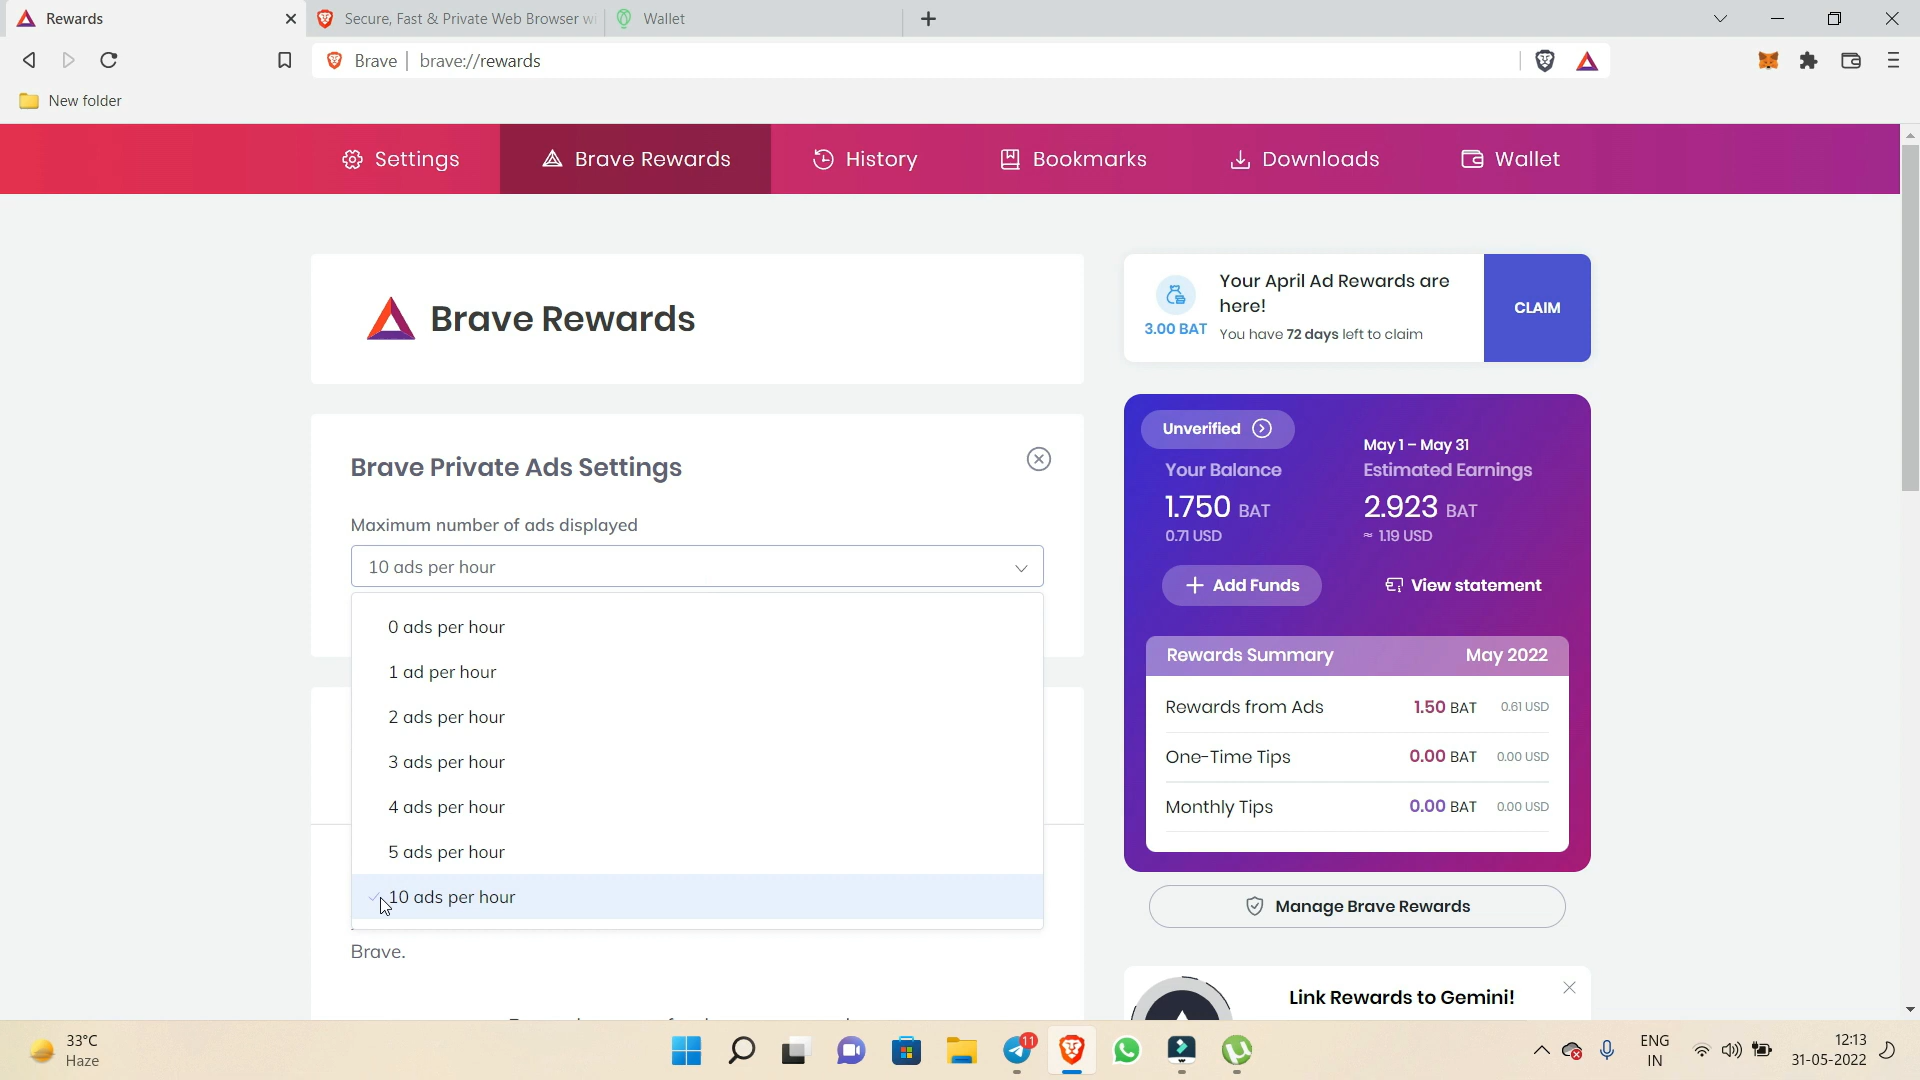 Rewards
Secure, Fast & Private Web Browser wi
Wallet
Brave
brave://rewards
New folder
Settings
Brave Rewards
History
Bookmarks
Downloads
Wallet
Brave Rewards
Brave Private Ads Settings
Maximum number of ads displayed
10 ads per hour
0 ads per hour
1 ad per hour
2 ads per hour
3 ads per hour
4 ads per hour
5 ads per hour
10 ads per hour
Brave.
Your April Ad Rewards are
here!
3.00 BAT
You have 72 days left to claim
CLAIM
Unverified
May 1 - May 31
Your Balance
Estimated Earnings
1.750 BAT
2.923 BAT
0.71 USD
≈ 1.19 USD
+ Add Funds
View statement
Rewards Summary
May 2022
Rewards from Ads
1.50 BAT
0.61 USD
One-Time Tips
0.00 BAT
0.00 USD
Monthly Tips
0.00 BAT
0.00 USD
Manage Brave Rewards
Link Rewards to Gemini!
33°C
Haze
11
ENG
IN
12:13
31-05-2022